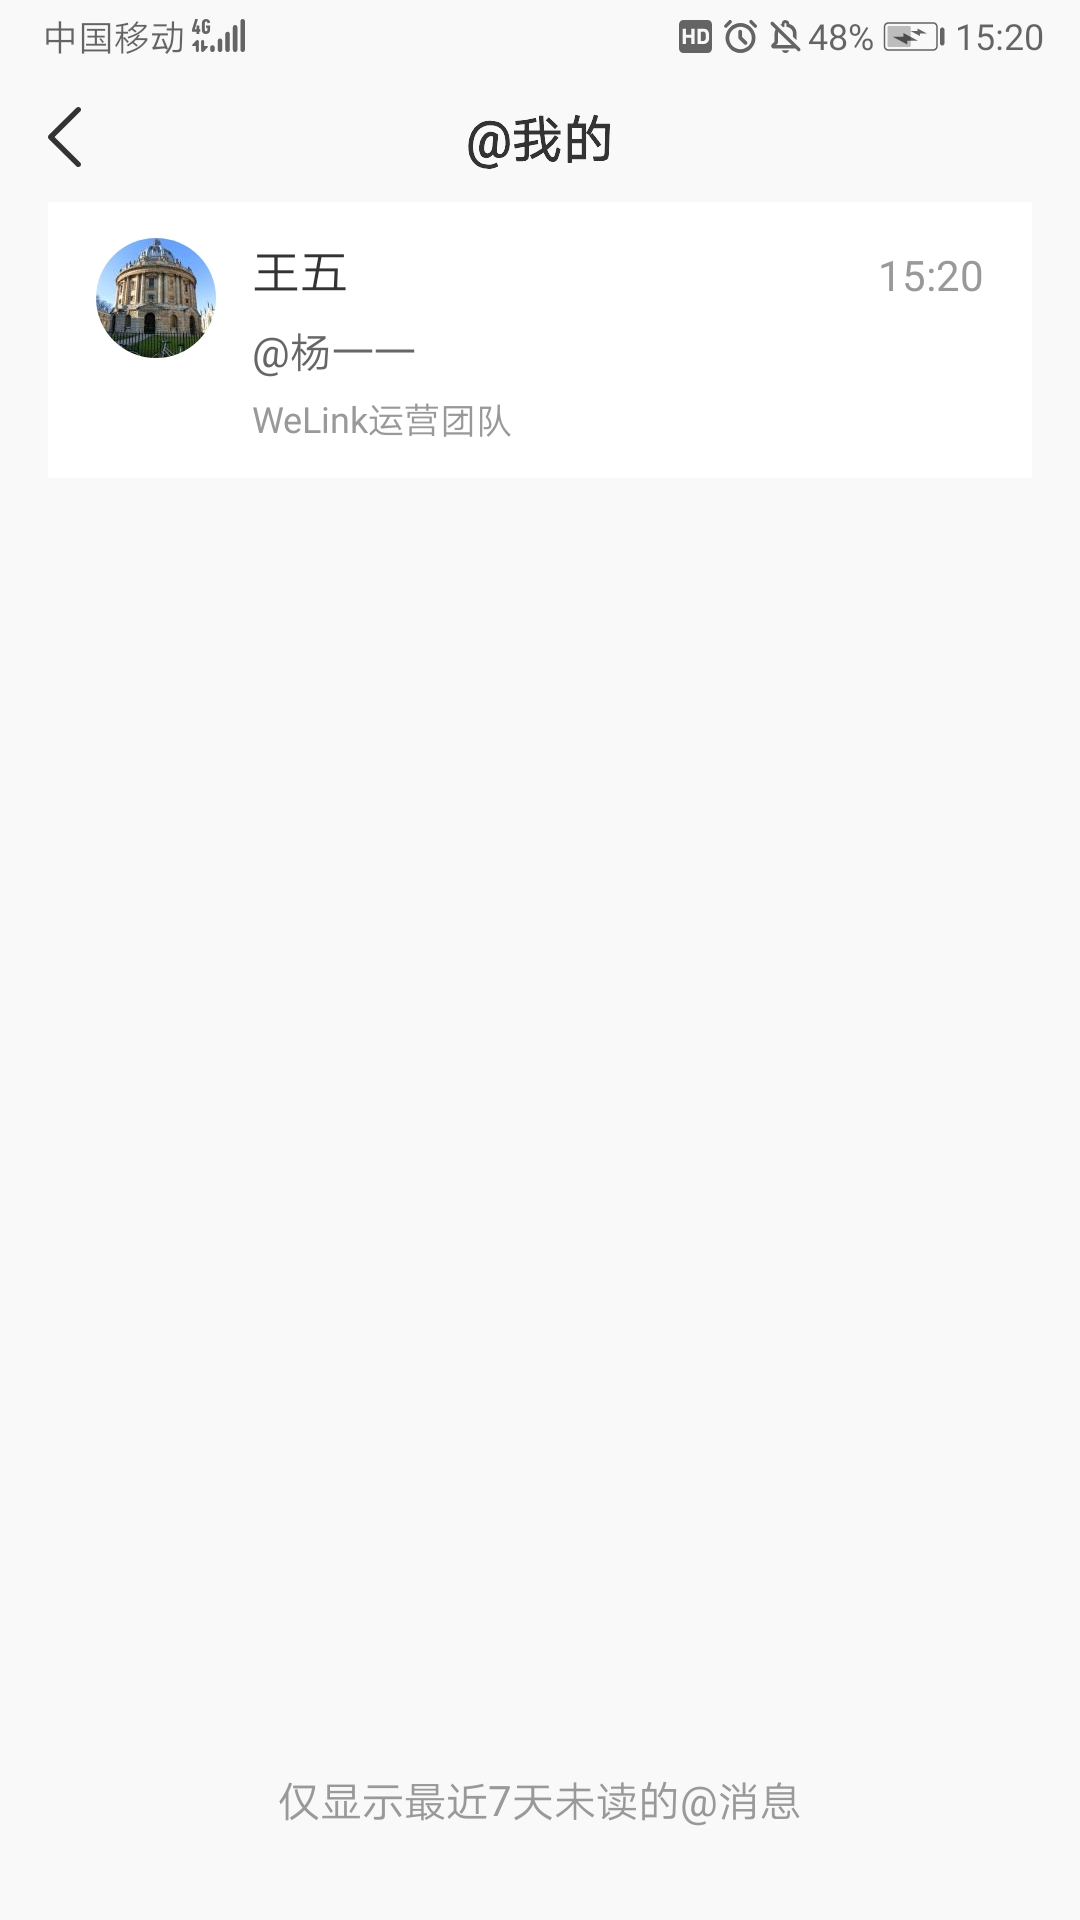 中国移动 4G HD 48% 15:20
@我的
王五 15:20
@杨一一
WeLink运营团队
仅显示最近7天未读的@消息